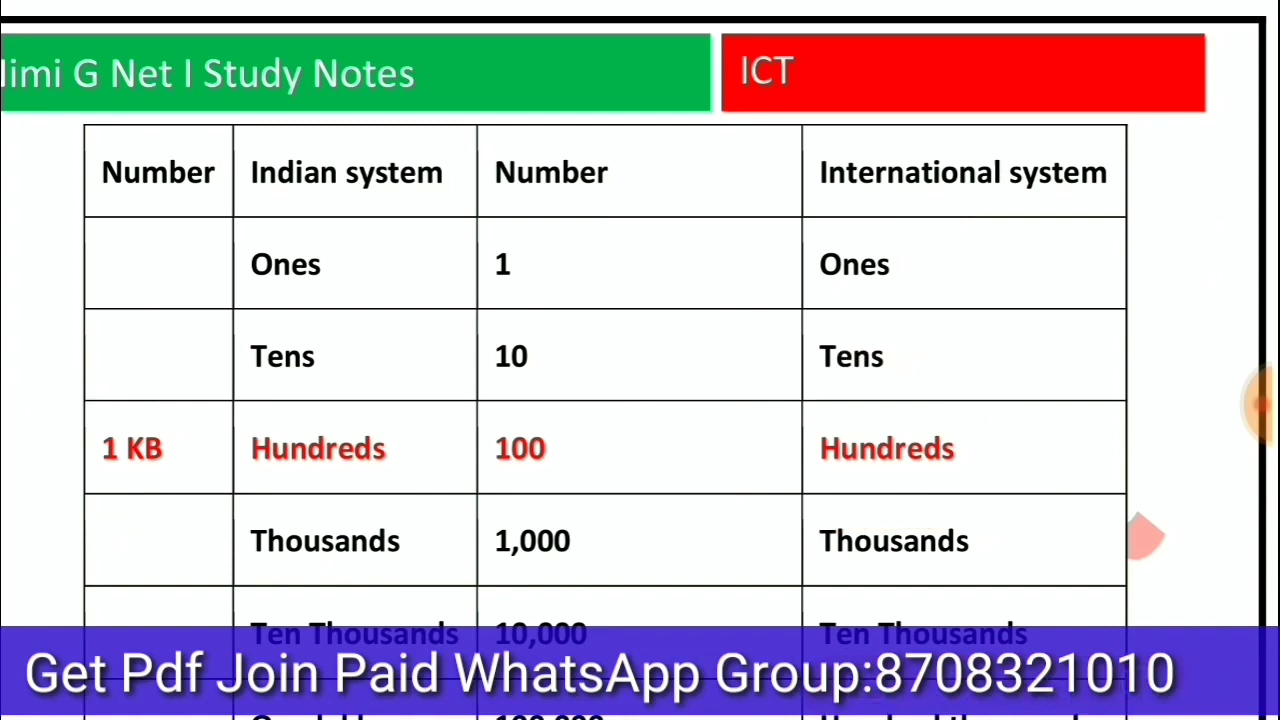 imi G Net I Study Notes
ICT
Number Indian system Number International system
Ones 1 Ones
Tens 10 Tens
1 KB Hundreds 100 Hundreds
Thousands 1,000 Thousands
Ten Thousands 10,000 Ten Thousands
Get Pdf Join Paid WhatsApp Group:8708321010